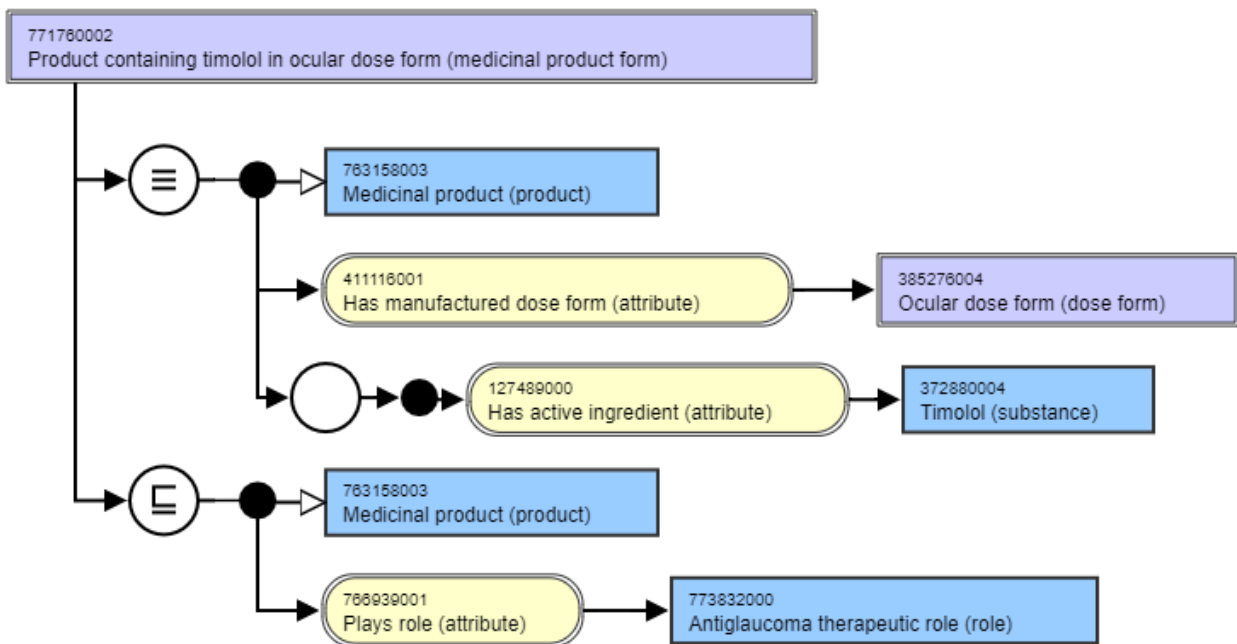 771760002
Product containing timolol in ocular dose form (medicinal product form)
≡
763158003
Medicinal product (product)
411116001
Has manufactured dose form (attribute)
385276004
Ocular dose form (dose form)
127489000
Has active ingredient (attribute)
372880004
Timolol (substance)
⊑
763158003
Medicinal product (product)
766939001
Plays role (attribute)
773832000
Antiglaucoma therapeutic role (role)